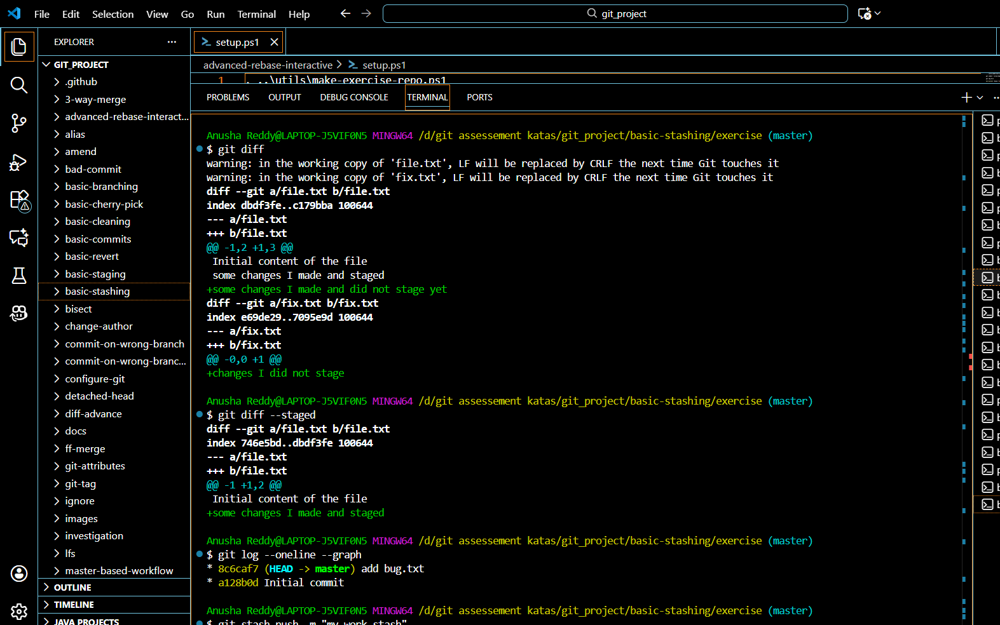 File Edit Selection View Go Run Terminal Help
git_project
EXPLORER
setup.ps1
GIT_PROJECT
.github
3-way-merge
advanced-rebase-interact...
alias
amend
bad-commit
basic-branching
basic-cherry-pick
basic-cleaning
basic-commits
basic-revert
basic-staging
basic-stashing
bisect
change-author
commit-on-wrong-branch
commit-on-wrong-branc...
configure-git
detached-head
diff-advance
docs
ff-merge
git-attributes
git-tag
ignore
images
investigation
lfs
master-based-workflow
OUTLINE
TIMELINE
JAVA PROJECTS
advanced-rebase-interactive > setup.ps1
1 . ..\utils\make-exercise-repo.ps1
PROBLEMS OUTPUT DEBUG CONSOLE TERMINAL PORTS
Anusha Reddy@LAPTOP-J5VIF0N5 MINGW64 /d/git assessement katas/git_project/basic-stashing/exercise (master)
$ git diff
warning: in the working copy of 'file.txt', LF will be replaced by CRLF the next time Git touches it
warning: in the working copy of 'fix.txt', LF will be replaced by CRLF the next time Git touches it
diff --git a/file.txt b/file.txt
index dbdf3fe..c179bba 100644
--- a/file.txt
+++ b/file.txt
@@ -1,2 +1,3 @@
Initial content of the file
some changes I made and staged
+some changes I made and did not stage yet
diff --git a/fix.txt b/fix.txt
index e69de29..7095e9d 100644
--- a/fix.txt
+++ b/fix.txt
@@ -0,0 +1 @@
+changes I did not stage
Anusha Reddy@LAPTOP-J5VIF0N5 MINGW64 /d/git assessement katas/git_project/basic-stashing/exercise (master)
$ git diff --staged
diff --git a/file.txt b/file.txt
index 746e5bd..dbdf3fe 100644
--- a/file.txt
+++ b/file.txt
@@ -1 +1,2 @@
Initial content of the file
+some changes I made and staged
Anusha Reddy@LAPTOP-J5VIF0N5 MINGW64 /d/git assessement katas/git_project/basic-stashing/exercise (master)
$ git log --oneline --graph
* 8c6caf7 (HEAD -> master) add bug.txt
* a128b0d Initial commit
Anusha Reddy@LAPTOP-J5VIF0N5 MINGW64 /d/git assessement katas/git_project/basic-stashing/exercise (master)
$ git stash push -m "my work stash"